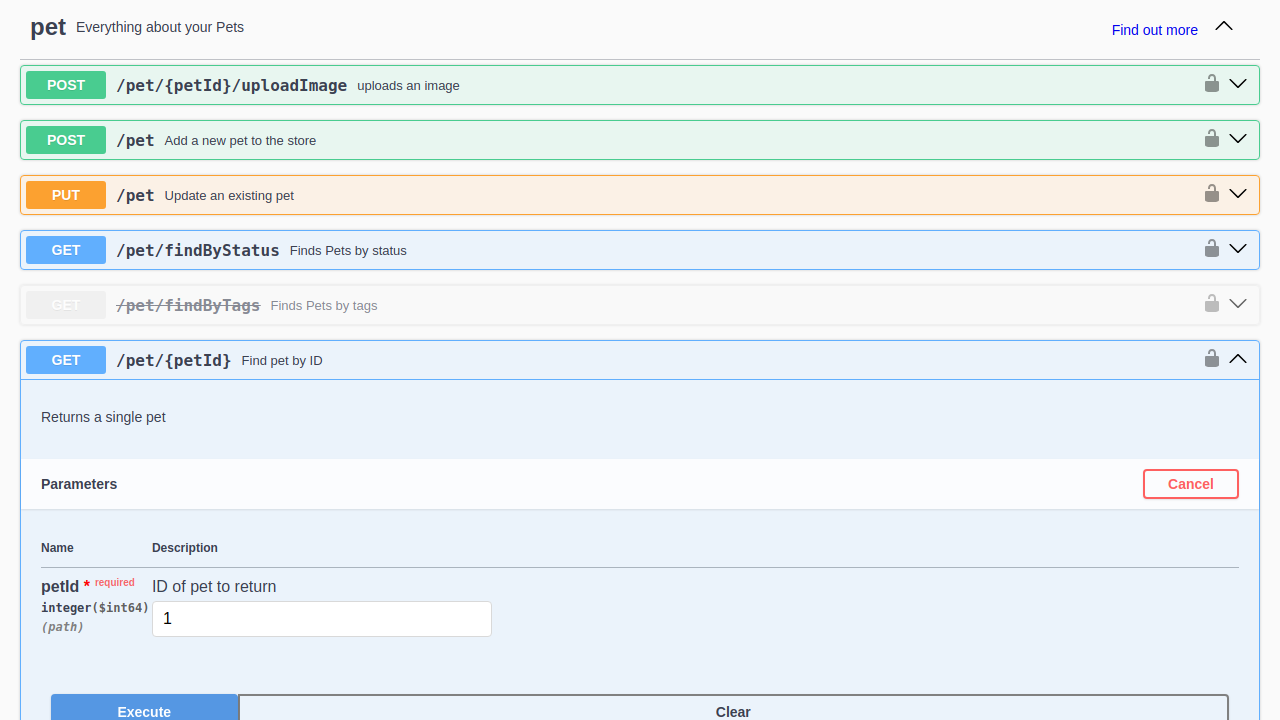 pet Everything about your Pets Find out more
POST /pet/{petId}/uploadImage uploads an image
POST /pet Add a new pet to the store
PUT /pet Update an existing pet
GET /pet/findByStatus Finds Pets by status
GET /pet/findByTags Finds Pets by tags
GET /pet/{petId} Find pet by ID
Returns a single pet
Parameters Cancel
Name Description
petId * required ID of pet to return
integer($int64) 1
(path)
Execute Clear